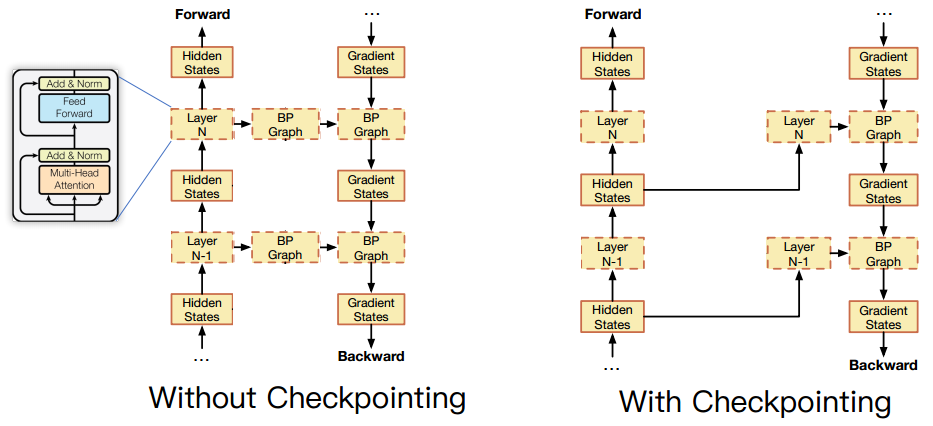 Forward
...
Hidden
States
Gradient
States
Add & Norm
Feed
Forward
Layer
N
BP
Graph
BP
Graph
Add & Norm
Multi-Head
Attention
Hidden
States
Gradient
States
Layer
N-1
BP
Graph
BP
Graph
Hidden
States
Gradient
States
...
Backward
Without Checkpointing
Forward
...
Hidden
States
Gradient
States
Layer
N
Layer
N
BP
Graph
Hidden
States
Gradient
States
Layer
N-1
Layer
N-1
BP
Graph
Hidden
States
Gradient
States
...
Backward
With Checkpointing